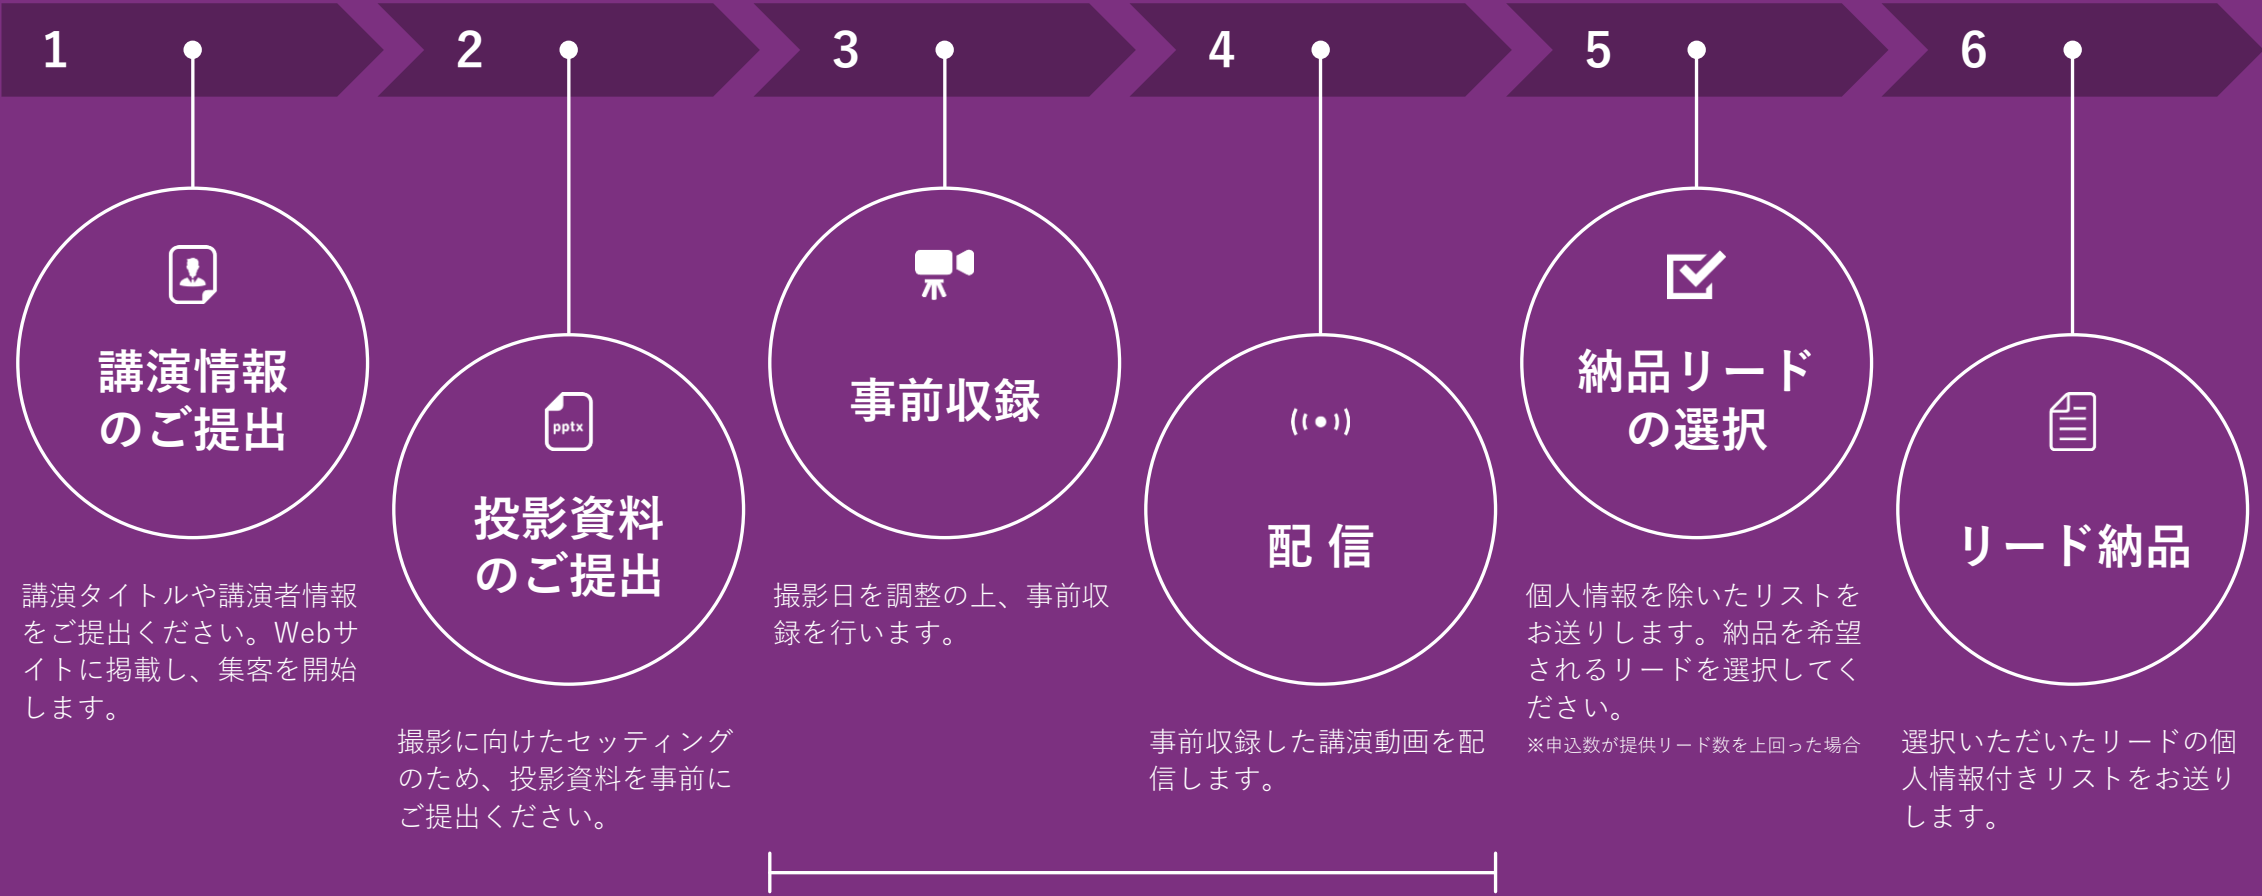 1
2
3
4
5
6
講演情報
のご提出
講演タイトルや講演者情報
をご提出ください。Webサ
イトに掲載し、集客を開始
します。
pptx
投影資料
のご提出
撮影に向けたセッティング
のため、投影資料を事前に
ご提出ください。
事前収録
撮影日を調整の上、事前収
録を行います。
配 信
事前収録した講演動画を配
信します。
納品リード
の選択
個人情報を除いたリストを
お送りします。納品を希望
されるリードを選択してく
ださい。
※申込数が提供リード数を上回った場合
リード納品
選択いただいたリードの個
人情報付きリストをお送り
します。